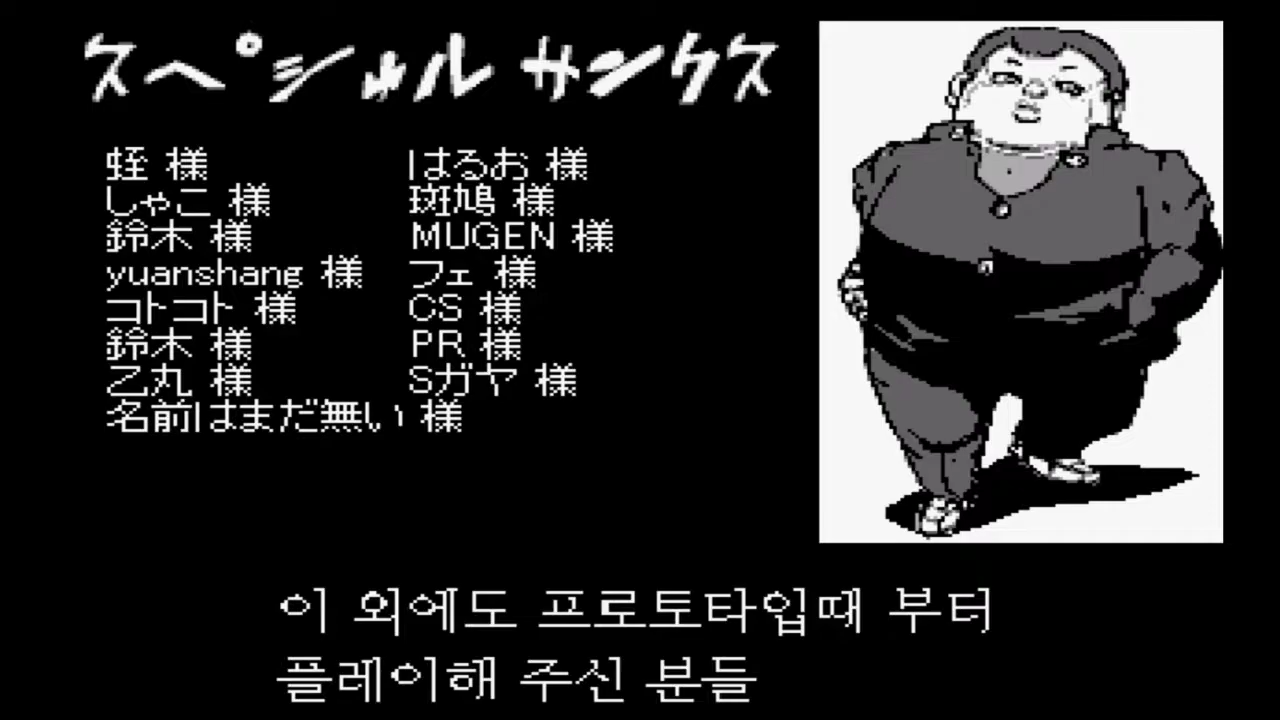 スペシャルサンクス
蛭 様
しゃこ 様
鈴木 様
yuanshang 様
コトコト 様
鈴木 様
乙丸 様
名前はまだ無い 様
はるお 様
斑鳩 様
MUGEN 様
フェ 様
CS 様
PR 様
Sガヤ 様
이 외에도 프로토타입때 부터
플레이해 주신 분들